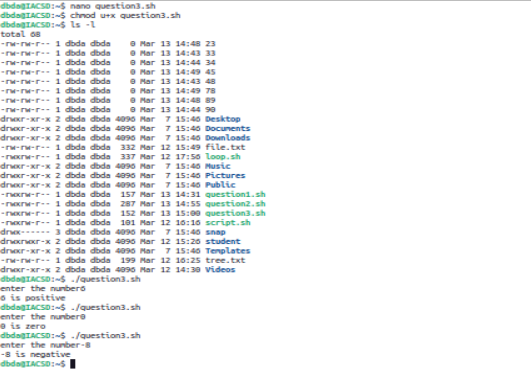 dbda@IACSD:~$ nano question3.sh
dbda@IACSD:~$ chmod u+x question3.sh
dbda@IACSD:~$ ls -l
total 68
-rw-rw-r-- 1 dbda dbda    0 Mar 13 14:48 23
-rw-rw-r-- 1 dbda dbda    0 Mar 13 14:43 33
-rw-rw-r-- 1 dbda dbda    0 Mar 13 14:44 34
-rw-rw-r-- 1 dbda dbda    0 Mar 13 14:49 45
-rw-rw-r-- 1 dbda dbda    0 Mar 13 14:43 48
-rw-rw-r-- 1 dbda dbda    0 Mar 13 14:49 78
-rw-rw-r-- 1 dbda dbda    0 Mar 13 14:48 89
-rw-rw-r-- 1 dbda dbda    0 Mar 13 14:44 90
drwxr-xr-x 2 dbda dbda 4096 Mar  7 15:46 Desktop
drwxr-xr-x 2 dbda dbda 4096 Mar  7 15:46 Documents
drwxr-xr-x 2 dbda dbda 4096 Mar  7 15:46 Downloads
-rw-rw-r-- 1 dbda dbda  332 Mar 12 15:49 file.txt
-rwxrw-r-- 1 dbda dbda  337 Mar 12 17:56 loop.sh
drwxr-xr-x 2 dbda dbda 4096 Mar  7 15:46 Music
drwxr-xr-x 2 dbda dbda 4096 Mar  7 15:46 Pictures
drwxr-xr-x 2 dbda dbda 4096 Mar  7 15:46 Public
-rwxrw-r-- 1 dbda dbda  157 Mar 13 14:31 question1.sh
-rwxrw-r-- 1 dbda dbda  287 Mar 13 14:55 question2.sh
-rwxrw-r-- 1 dbda dbda  152 Mar 13 15:00 question3.sh
-rwxrw-r-- 1 dbda dbda  101 Mar 12 16:16 script.sh
drwx------ 3 dbda dbda 4096 Mar  7 15:46 snap
drwxrwxr-x 2 dbda dbda 4096 Mar 12 15:26 student
drwxr-xr-x 2 dbda dbda 4096 Mar  7 15:46 Templates
-rw-rw-r-- 1 dbda dbda  199 Mar 12 16:25 tree.txt
drwxr-xr-x 2 dbda dbda 4096 Mar 12 14:30 Videos
dbda@IACSD:~$ ./question3.sh
enter the number6
6 is positive
dbda@IACSD:~$ ./question3.sh
enter the number0
0 is zero
dbda@IACSD:~$ ./question3.sh
enter the number-8
-8 is negative
dbda@IACSD:~$